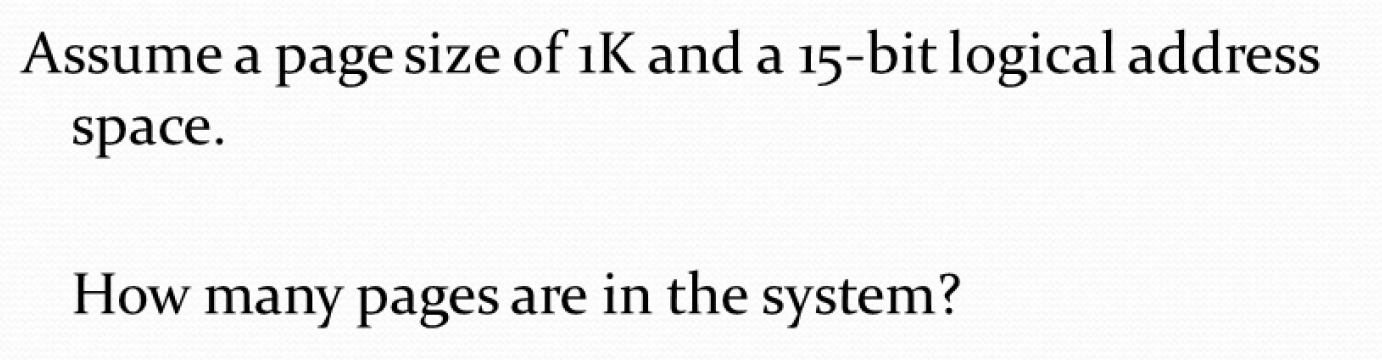 Assume a page size of 1K and a 15-bit logical address
space.
How many pages are in the system?